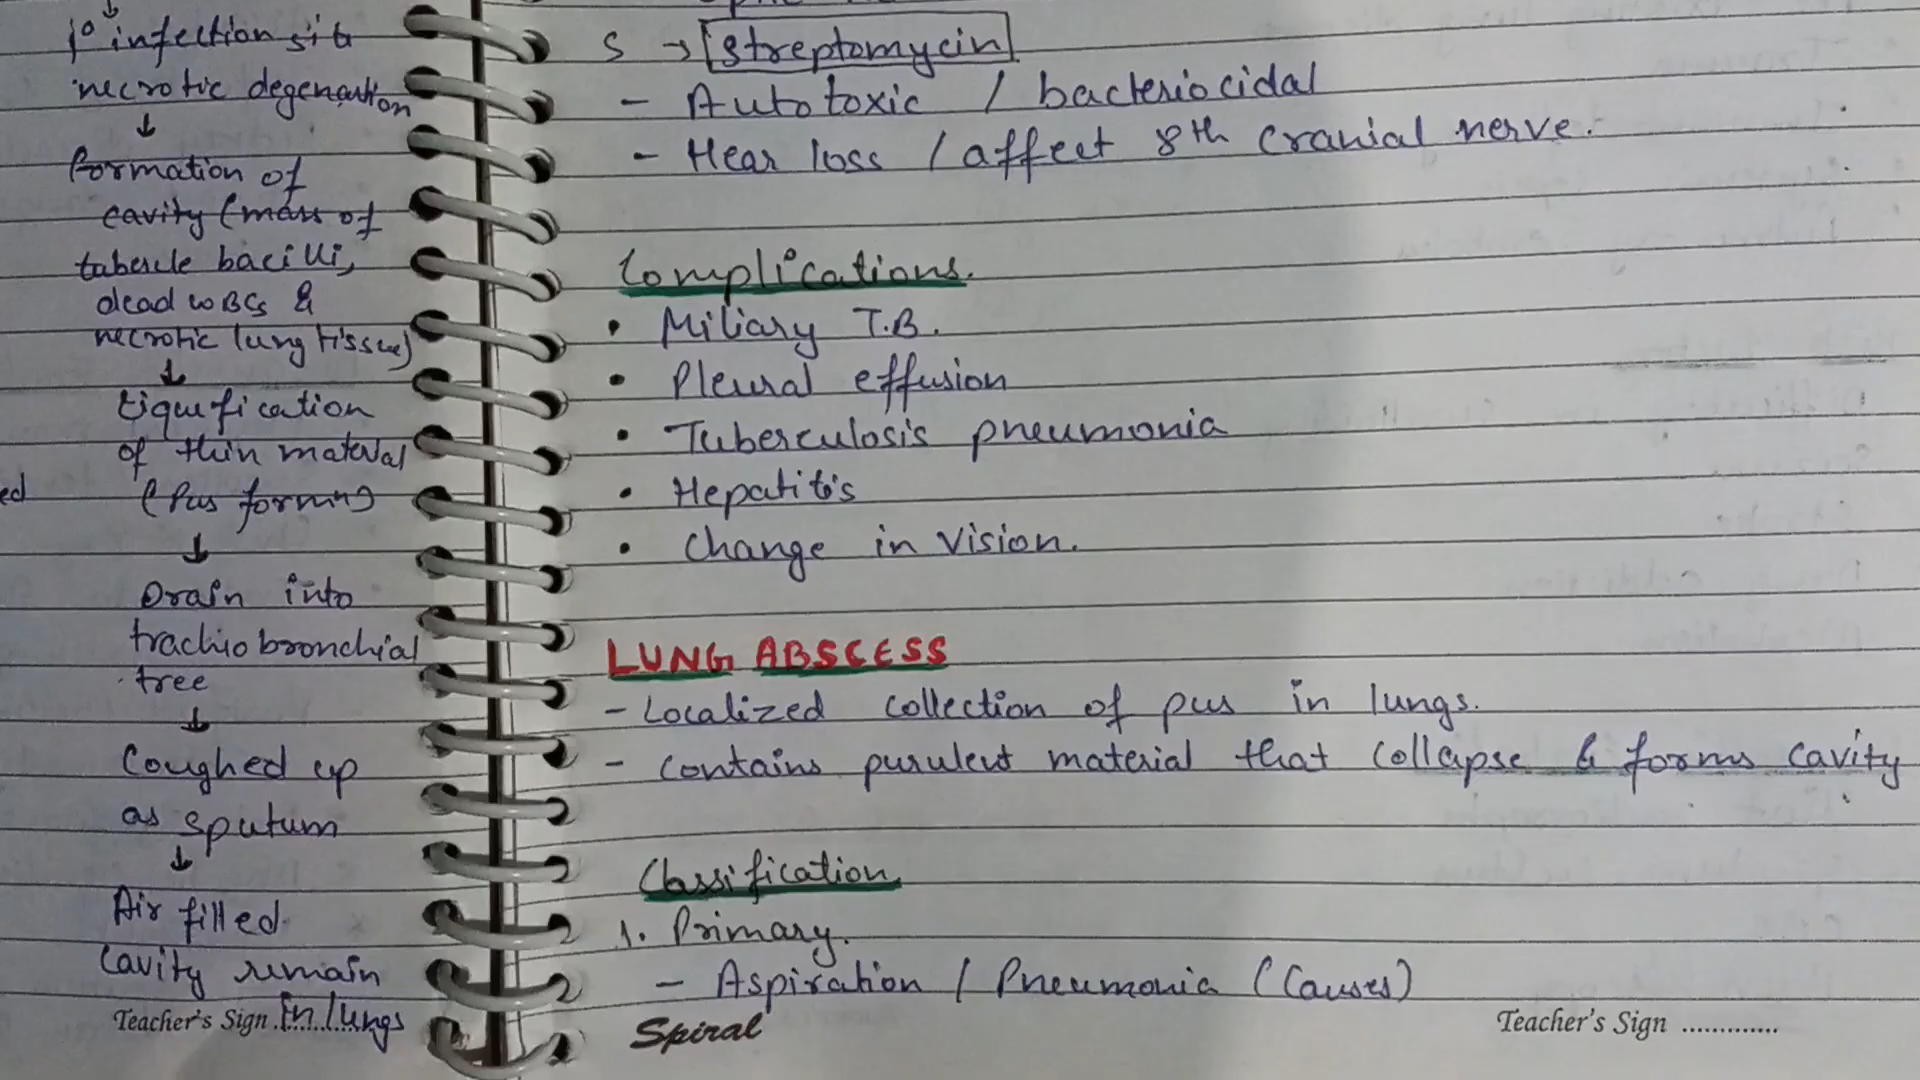 1° infection site
necrotic degenration
↓
formation of
cavity (mass of
tubercle bacilli,
dead WBCs &
necrotic lung tissue)
↓
Liquefication
of thin material
(Pus forming)
↓
Drain into
trachiobronchial
tree
↓
Coughed up
as sputum
↓
Air filled
cavity remain
in lungs
Teacher's Sign
ed
S → Streptomycin
- Autotoxic / bacteriocidal
- Hear loss / affect 8th cranial nerve.
Complications.
• Miliary T.B.
• Pleural effusion
• Tuberculosis pneumonia
• Hepatitis
• Change in vision.
LUNG ABSCESS
- Localized collection of pus in lungs.
- Contains purulent material that collapse & forms cavity
Classification
1. Primary.
- Aspiration / Pneumonia (Causes)
Spiral
Teacher's Sign .............